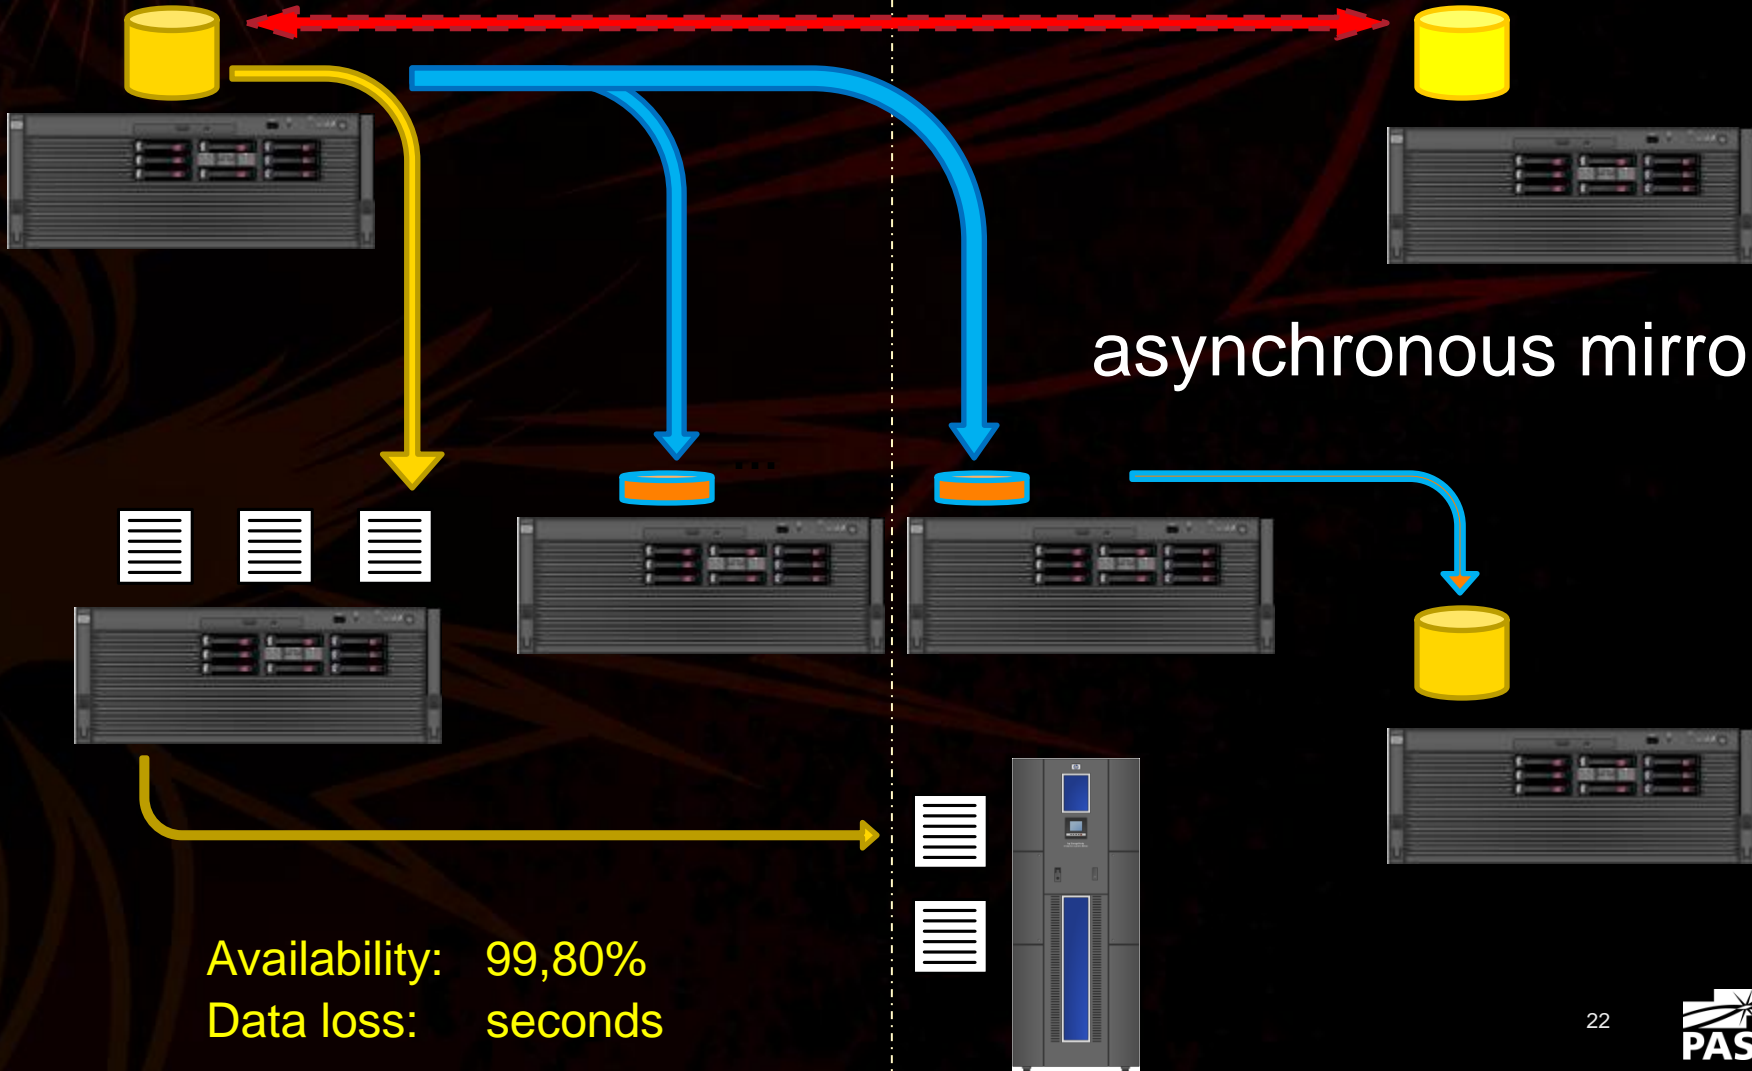 asynchronous mirro
...
Availability: 99,80%
Data loss: seconds
22
PAS